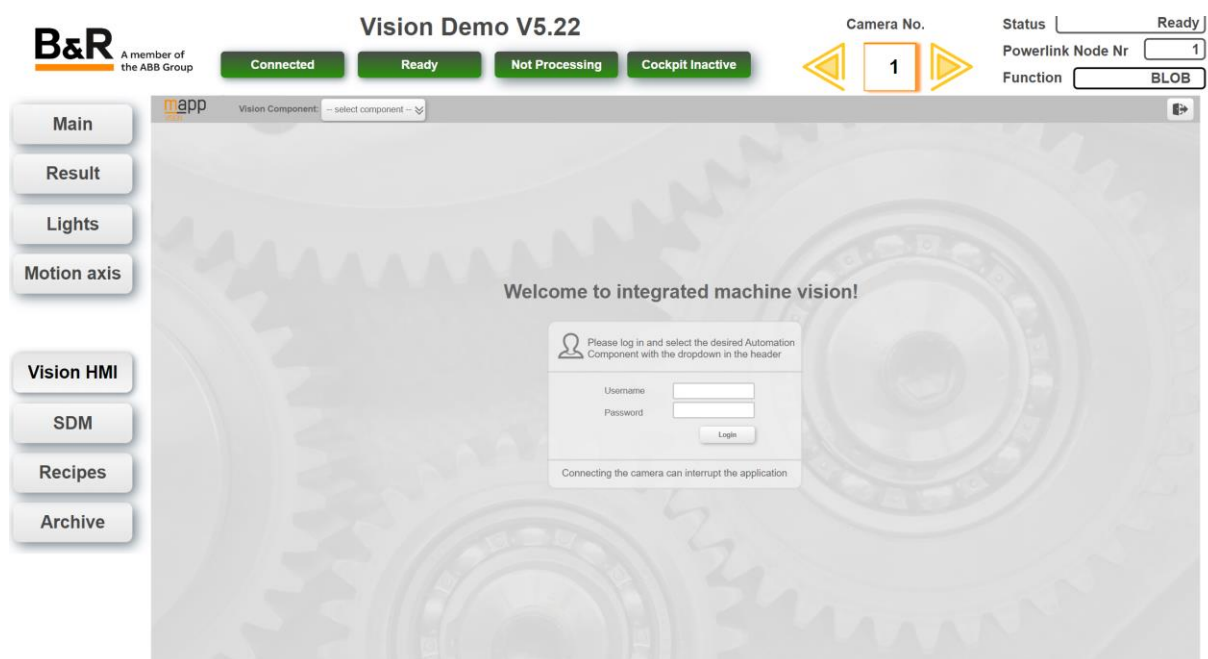 B&R
A member of
the ABB Group
Vision Demo V5.22
Connected
Ready
Not Processing
Cockpit Inactive
Camera No.
1
Status Ready
Powerlink Node Nr 1
Function BLOB
mapp
Vision Component: -- select component --
Main
Result
Lights
Motion axis
Vision HMI
SDM
Recipes
Archive
Welcome to integrated machine vision!
Please log in and select the desired Automation
Component with the dropdown in the header
Username
Password
Login
Connecting the camera can interrupt the application